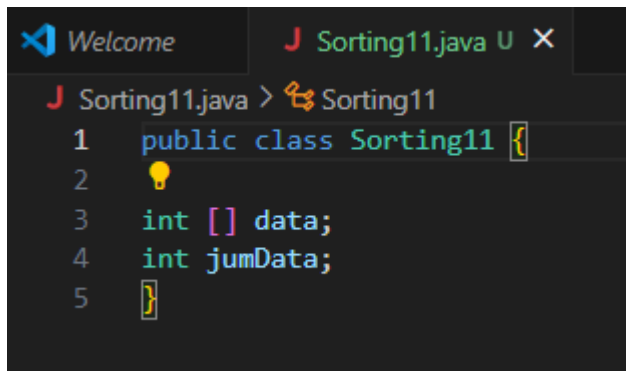 Welcome
J Sorting11.java U ×
J Sorting11.java > Sorting11
1 public class Sorting11 {
2
3 int [] data;
4 int jumData;
5 }